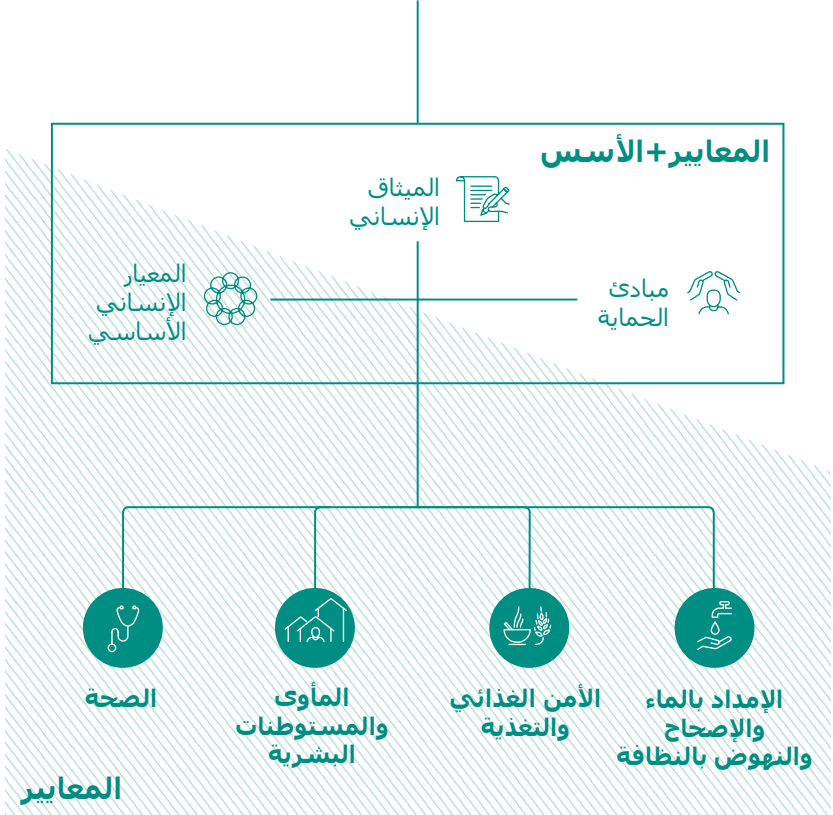 المعايير+الأسس
الميثاق
الإنساني
مبادئ
الحماية
المعيار
الإنساني
الأساسي
الإمداد بالماء
والإصحاح
والنهوض بالنظافة
الأمن الغذائي
والتغذية
المأوى
والمستوطنات
البشرية
الصحة
المعايير